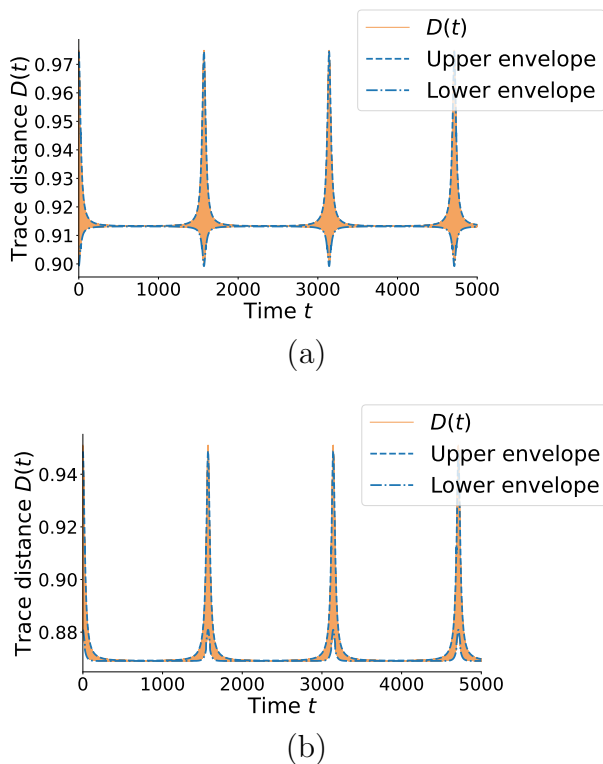 D(t)
Upper envelope
Lower envelope
Trace distance D(t)
0.97
0.96
0.95
0.94
0.93
0.92
0.91
0.90
0 1000 2000 3000 4000 5000
Time t
(a)
D(t)
Upper envelope
Lower envelope
Trace distance D(t)
0.94
0.92
0.90
0.88
0 1000 2000 3000 4000 5000
Time t
(b)